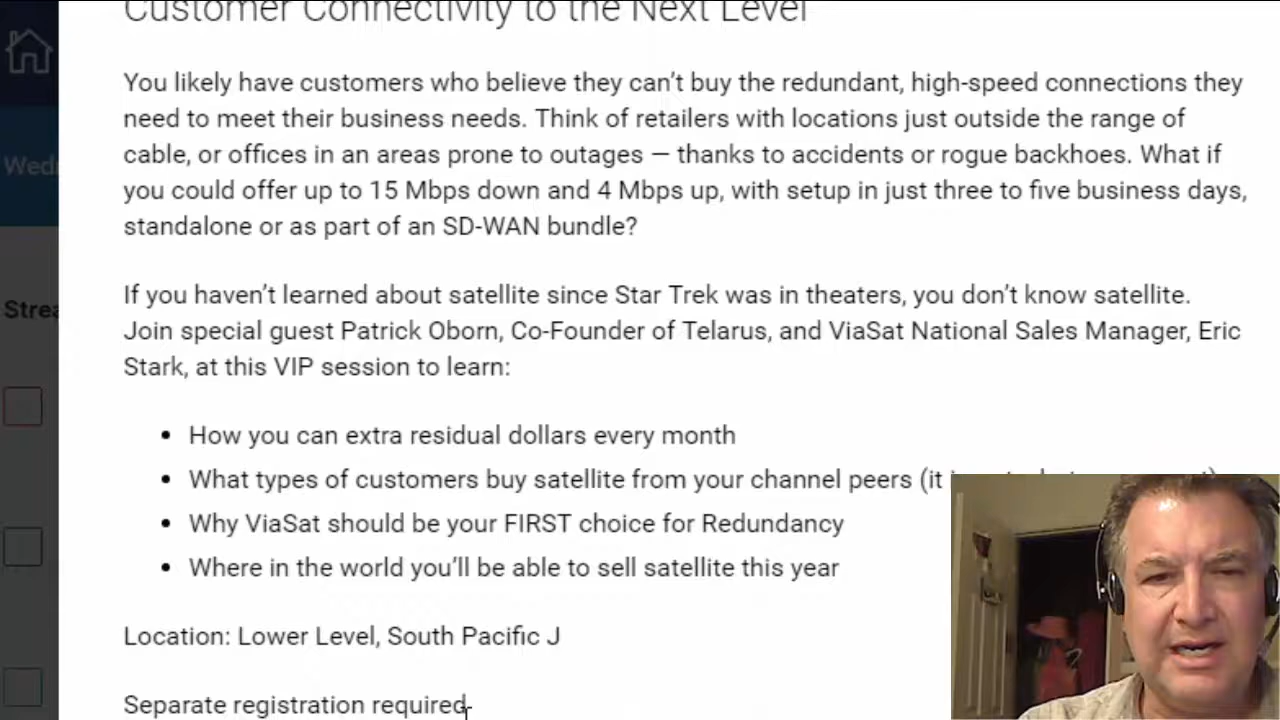 Customer Connectivity to the Next Level
You likely have customers who believe they can’t buy the redundant, high-speed connections they
need to meet their business needs. Think of retailers with locations just outside the range of
cable, or offices in an areas prone to outages — thanks to accidents or rogue backhoes. What if
you could offer up to 15 Mbps down and 4 Mbps up, with setup in just three to five business days,
standalone or as part of an SD-WAN bundle?
If you haven’t learned about satellite since Star Trek was in theaters, you don’t know satellite.
Join special guest Patrick Oborn, Co-Founder of Telarus, and ViaSat National Sales Manager, Eric
Stark, at this VIP session to learn:
• How you can extra residual dollars every month
• What types of customers buy satellite from your channel peers (it
• Why ViaSat should be your FIRST choice for Redundancy
• Where in the world you’ll be able to sell satellite this year
Location: Lower Level, South Pacific J
Separate registration required